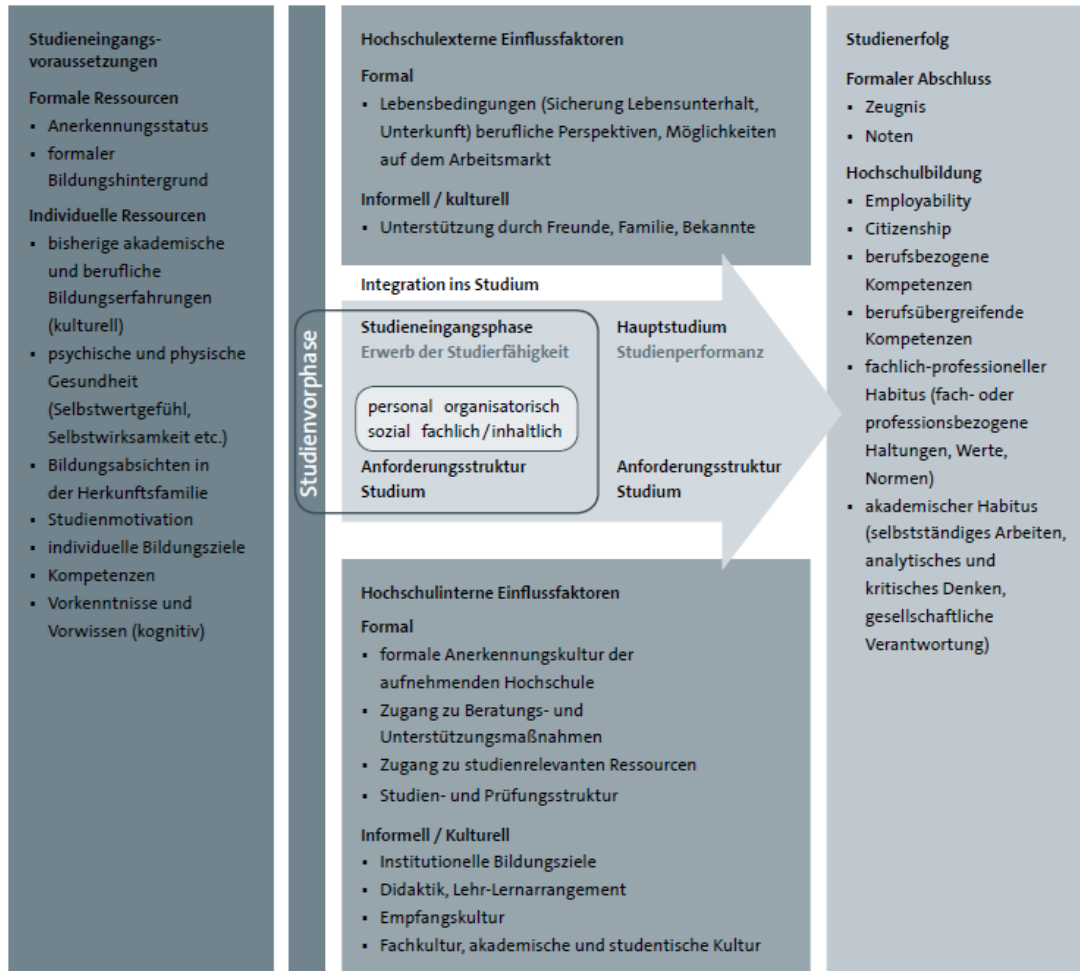 Studieneingangs-
voraussetzungen
Formale Ressourcen
▪ Anerkennungsstatus
▪ formaler
Bildungshintergrund
Individuelle Ressourcen
▪ bisherige akademische
und berufliche
Bildungserfahrungen
(kulturell)
▪ psychische und physische
Gesundheit
(Selbstwertgefühl,
Selbstwirksamkeit etc.)
▪ Bildungsabsichten in
der Herkunftsfamilie
▪ Studienmotivation
▪ individuelle Bildungsziele
▪ Kompetenzen
▪ Vorkenntnisse und
Vorwissen (kognitiv)
Studienvorphase
Hochschulexterne Einflussfaktoren
Formal
▪ Lebensbedingungen (Sicherung Lebensunterhalt,
Unterkunft) berufliche Perspektiven, Möglichkeiten
auf dem Arbeitsmarkt
Informell / kulturell
▪ Unterstützung durch Freunde, Familie, Bekannte
Integration ins Studium
Studieneingangsphase
Erwerb der Studierfähigkeit
personal organisatorisch
sozial fachlich / inhaltlich
Anforderungsstruktur
Studium
Hauptstudium
Studienperformanz
Anforderungsstruktur
Studium
Hochschulinterne Einflussfaktoren
Formal
▪ formale Anerkennungskultur der
aufnehmenden Hochschule
▪ Zugang zu Beratungs- und
Unterstützungsmaßnahmen
▪ Zugang zu studienrelevanten Ressourcen
▪ Studien- und Prüfungsstruktur
Informell / Kulturell
▪ Institutionelle Bildungsziele
▪ Didaktik, Lehr-Lernarrangement
▪ Empfangskultur
▪ Fachkultur, akademische und studentische Kultur
Studienerfolg
Formaler Abschluss
▪ Zeugnis
▪ Noten
Hochschulbildung
▪ Employability
▪ Citizenship
▪ berufsbezogene
Kompetenzen
▪ berufsübergreifende
Kompetenzen
▪ fachlich-professioneller
Habitus (fach- oder
professionsbezogene
Haltungen, Werte,
Normen)
▪ akademischer Habitus
(selbstständiges Arbeiten,
analytisches und
kritisches Denken,
gesellschaftliche
Verantwortung)